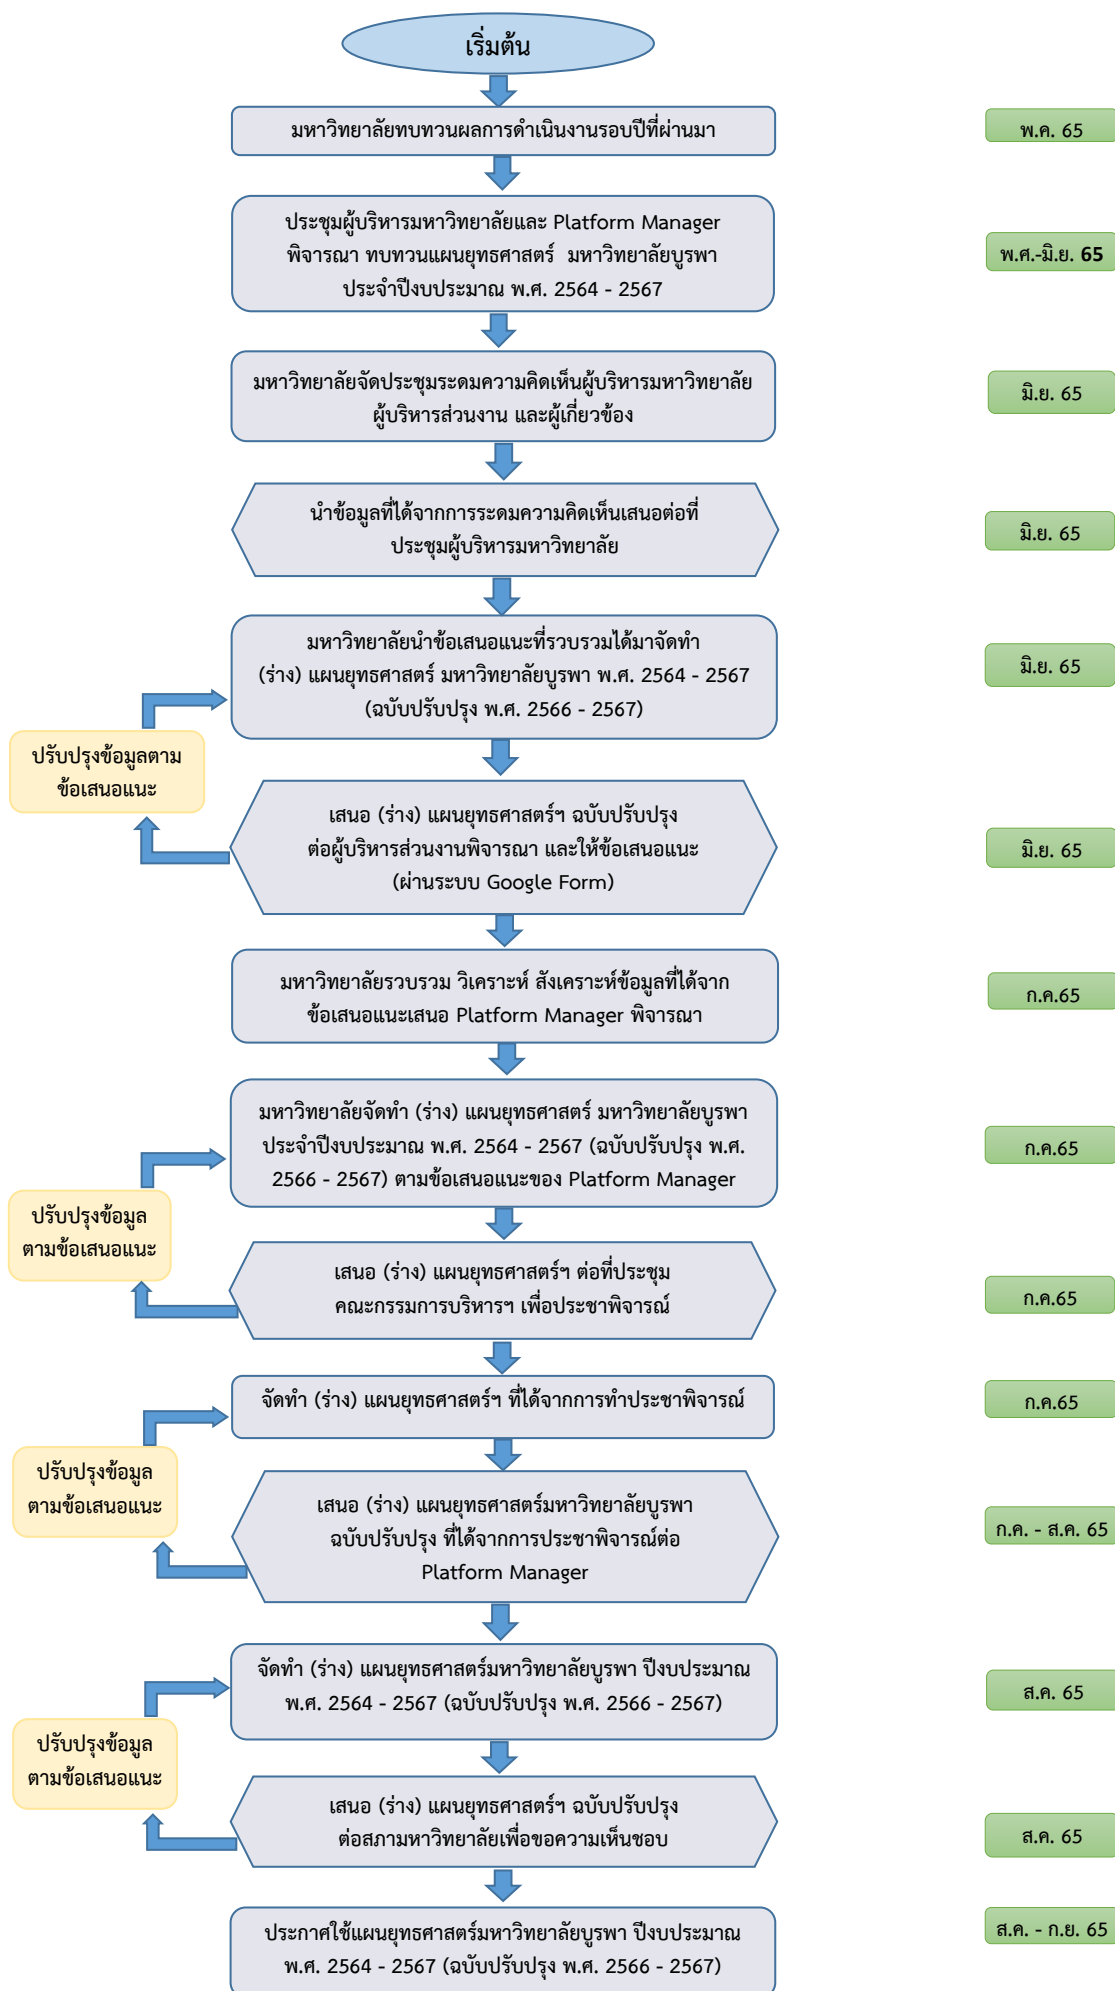 เริ่มต้น
มหาวิทยาลัยทบทวนผลการดำเนินงานรอบปีที่ผ่านมา
พ.ค. 65
ประชุมผู้บริหารมหาวิทยาลัยและ Platform Manager
พิจารณา ทบทวนแผนยุทธศาสตร์ มหาวิทยาลัยบูรพา
ประจำปีงบประมาณ พ.ศ. 2564 - 2567
พ.ศ.-มิ.ย. 65
มหาวิทยาลัยจัดประชุมระดมความคิดเห็นผู้บริหารมหาวิทยาลัย
ผู้บริหารส่วนงาน และผู้เกี่ยวข้อง
มิ.ย. 65
นำข้อมูลที่ได้จากการระดมความคิดเห็นเสนอต่อที่
ประชุมผู้บริหารมหาวิทยาลัย
มิ.ย. 65
มหาวิทยาลัยนำข้อเสนอแนะที่รวบรวมได้มาจัดทำ
(ร่าง) แผนยุทธศาสตร์ มหาวิทยาลัยบูรพา พ.ศ. 2564 - 2567
(ฉบับปรับปรุง พ.ศ. 2566 - 2567)
มิ.ย. 65
ปรับปรุงข้อมูลตาม
ข้อเสนอแนะ
เสนอ (ร่าง) แผนยุทธศาสตร์ฯ ฉบับปรับปรุง
ต่อผู้บริหารส่วนงานพิจารณา และให้ข้อเสนอแนะ
(ผ่านระบบ Google Form)
มิ.ย. 65
มหาวิทยาลัยรวบรวม วิเคราะห์ สังเคราะห์ข้อมูลที่ได้จาก
ข้อเสนอแนะเสนอ Platform Manager พิจารณา
ก.ค.65
มหาวิทยาลัยจัดทำ (ร่าง) แผนยุทธศาสตร์ มหาวิทยาลัยบูรพา
ประจำปีงบประมาณ พ.ศ. 2564 - 2567 (ฉบับปรับปรุง พ.ศ.
2566 - 2567) ตามข้อเสนอแนะของ Platform Manager
ก.ค.65
ปรับปรุงข้อมูล
ตามข้อเสนอแนะ
เสนอ (ร่าง) แผนยุทธศาสตร์ฯ ต่อที่ประชุม
คณะกรรมการบริหารฯ เพื่อประชาพิจารณ์
ก.ค.65
จัดทำ (ร่าง) แผนยุทธศาสตร์ฯ ที่ได้จากการทำประชาพิจารณ์
ก.ค.65
ปรับปรุงข้อมูล
ตามข้อเสนอแนะ
เสนอ (ร่าง) แผนยุทธศาสตร์มหาวิทยาลัยบูรพา
ฉบับปรับปรุง ที่ได้จากการประชาพิจารณ์ต่อ
Platform Manager
ก.ค. - ส.ค. 65
จัดทำ (ร่าง) แผนยุทธศาสตร์มหาวิทยาลัยบูรพา ปีงบประมาณ
พ.ศ. 2564 - 2567 (ฉบับปรับปรุง พ.ศ. 2566 - 2567)
ส.ค. 65
ปรับปรุงข้อมูล
ตามข้อเสนอแนะ
เสนอ (ร่าง) แผนยุทธศาสตร์ฯ ฉบับปรับปรุง
ต่อสภามหาวิทยาลัยเพื่อขอความเห็นชอบ
ส.ค. 65
ประกาศใช้แผนยุทธศาสตร์มหาวิทยาลัยบูรพา ปีงบประมาณ
พ.ศ. 2564 - 2567 (ฉบับปรับปรุง พ.ศ. 2566 - 2567)
ส.ค. - ก.ย. 65